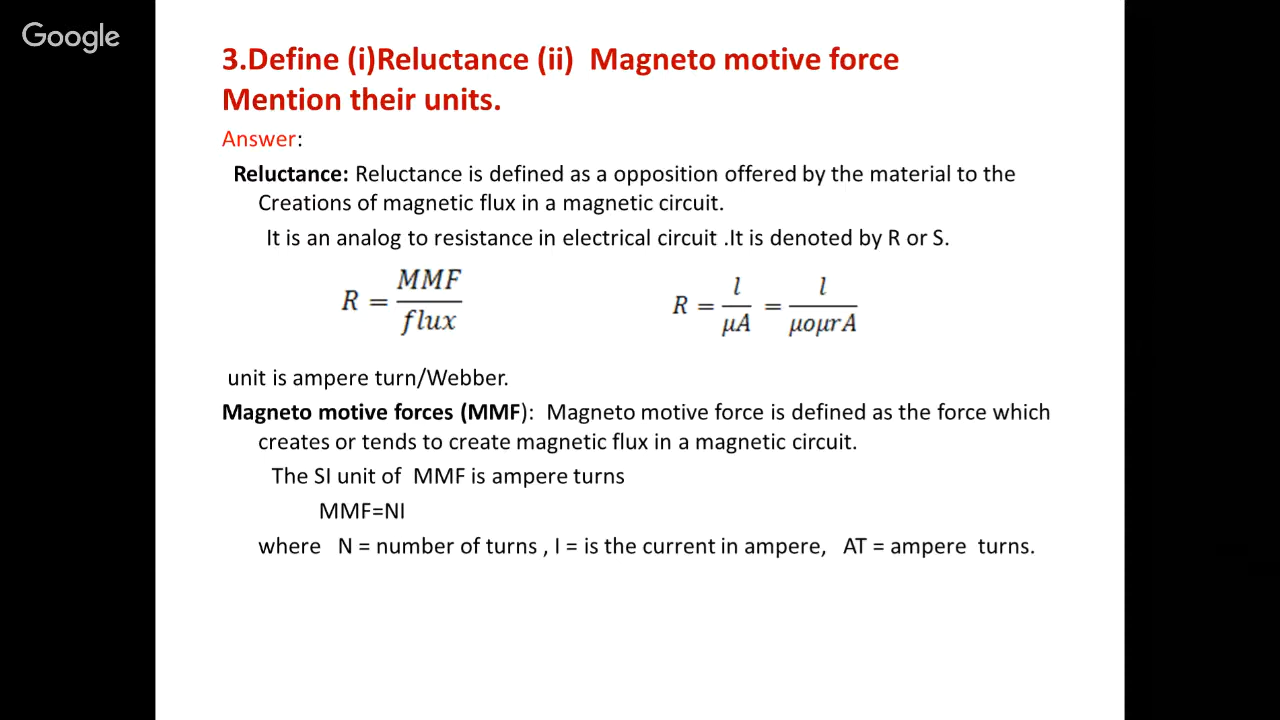 Google
3.Define (i)Reluctance (ii)  Magneto motive force
Mention their units.
Answer:
Reluctance: Reluctance is defined as a opposition offered by the material to the
Creations of magnetic flux in a magnetic circuit.
It is an analog to resistance in electrical circuit .It is denoted by R or S.
R = MMF / flux
R = l / μA = l / μoμrA
unit is ampere turn/Webber.
Magneto motive forces (MMF):  Magneto motive force is defined as the force which
creates or tends to create magnetic flux in a magnetic circuit.
The SI unit of  MMF is ampere turns
MMF=NI
where   N = number of turns , I = is the current in ampere,   AT = ampere  turns.